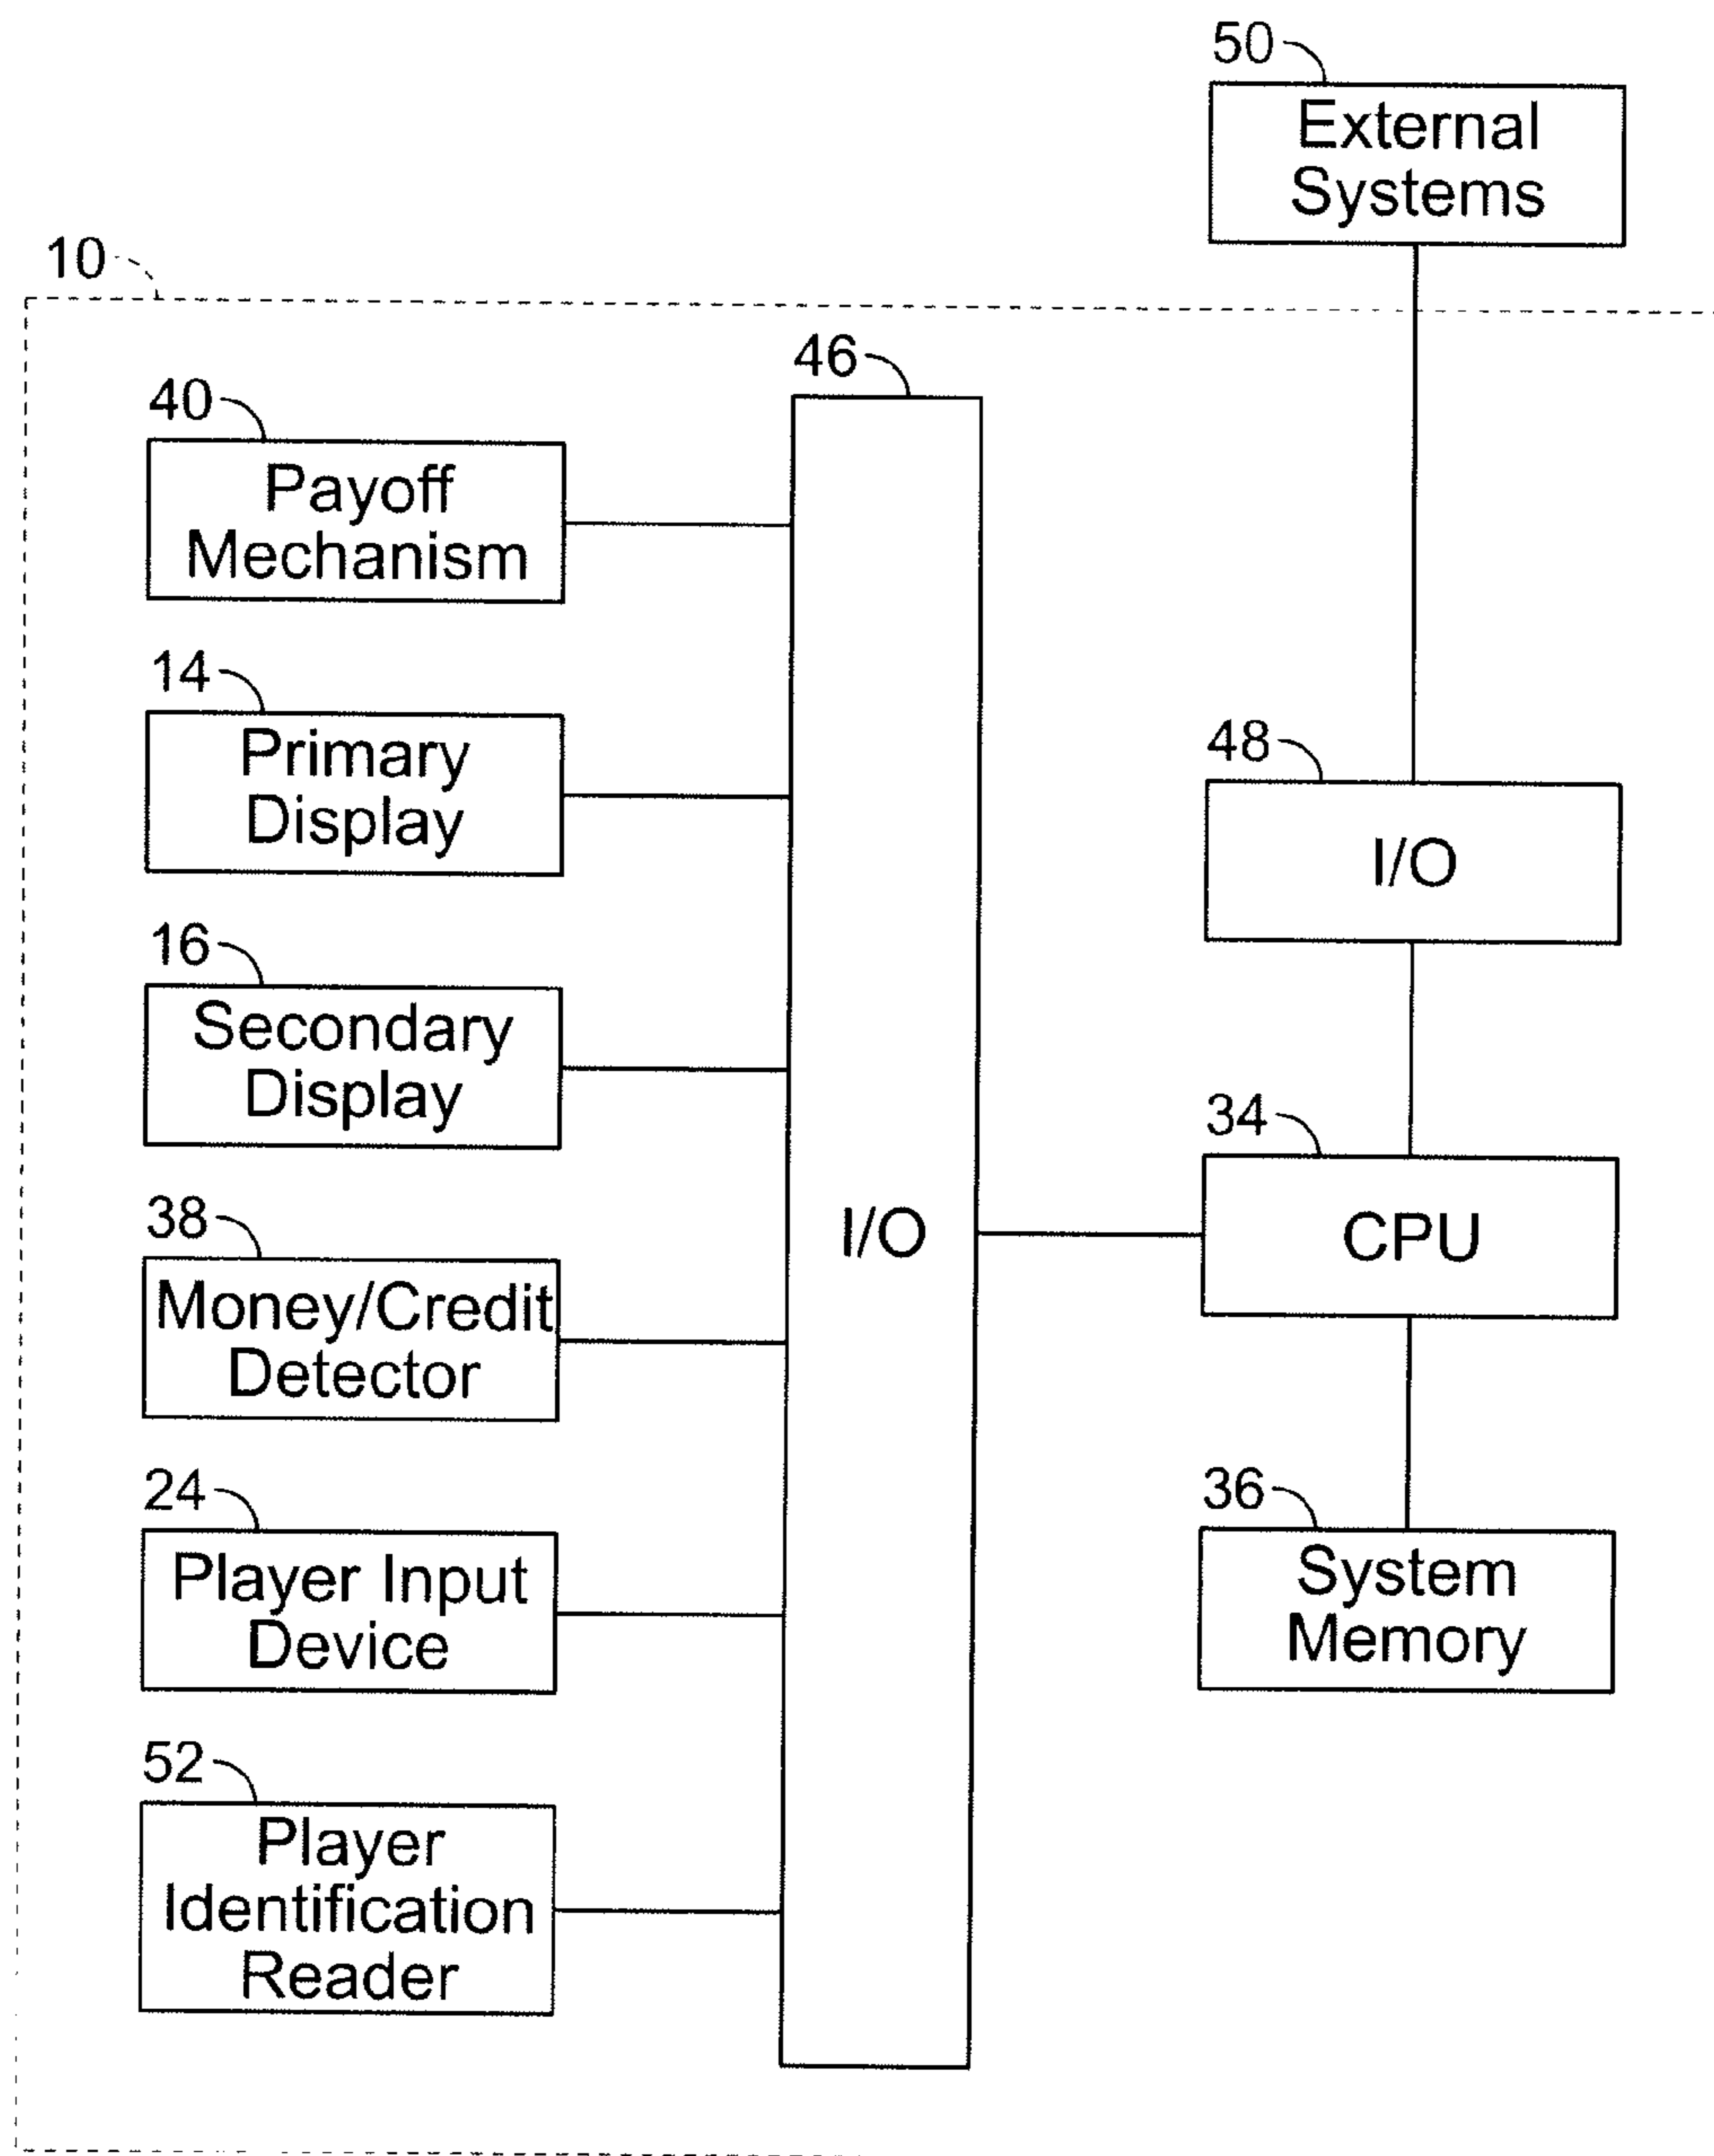 50
External
Systems
10
46
40
Payoff
Mechanism
14
Primary
Display
48
I/O
16
Secondary
Display
34
CPU
38
Money/Credit
Detector
I/O
24
Player Input
Device
36
System
Memory
52
Player
Identification
Reader